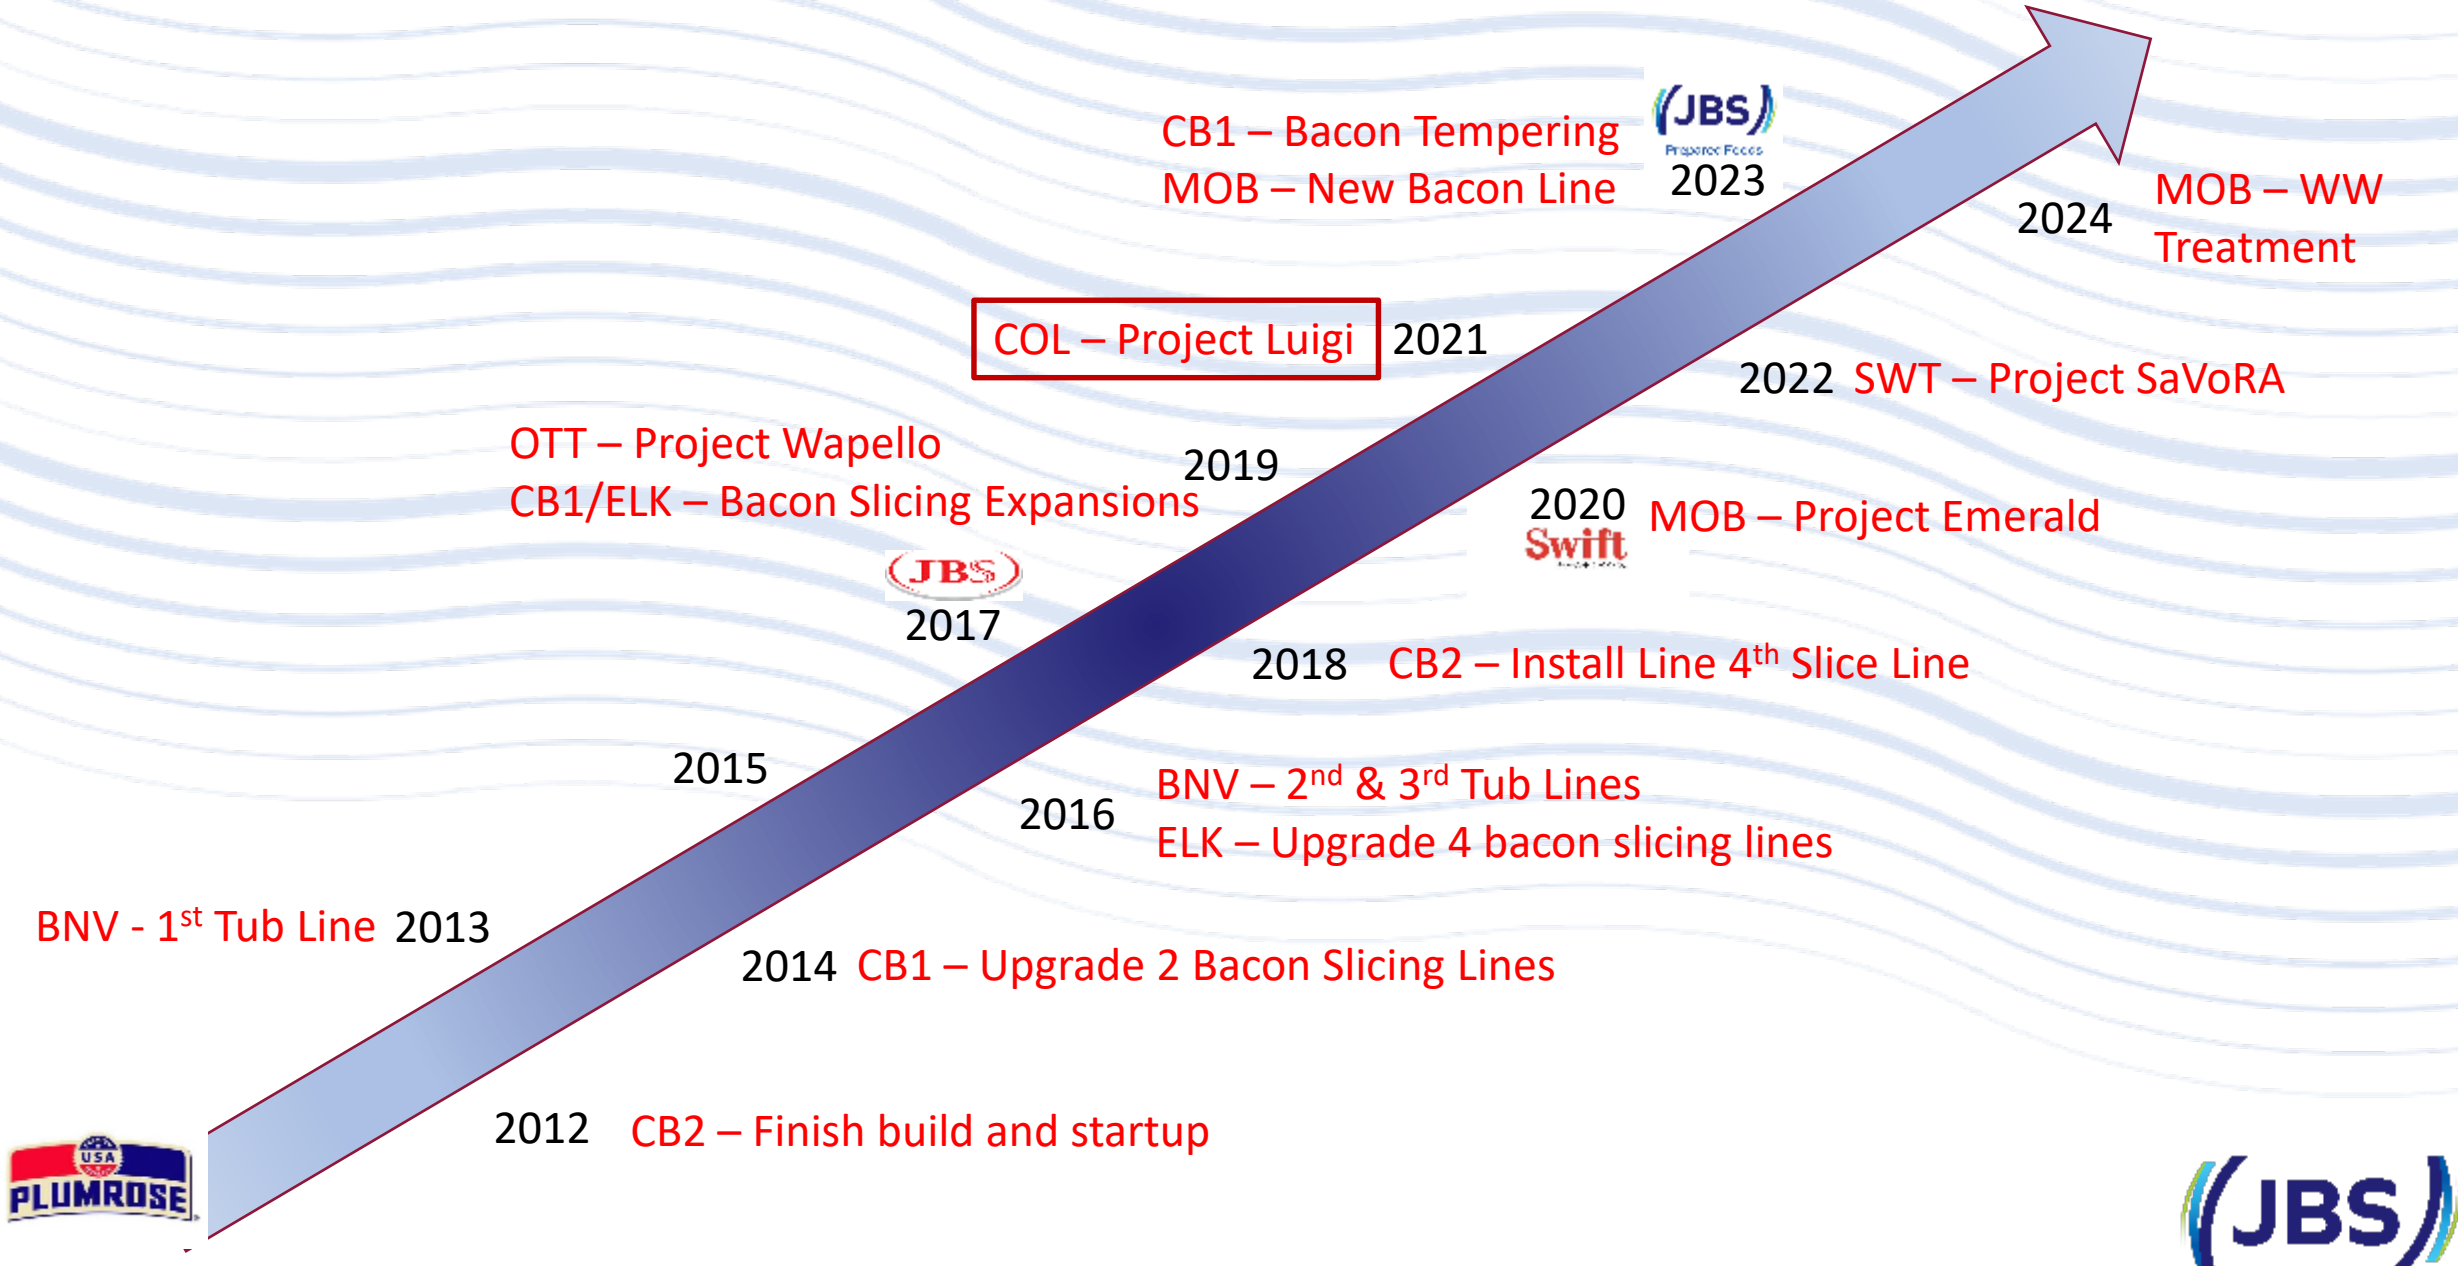 CB1 – Bacon Tempering
MOB – New Bacon Line
JBS
Prepared Foods
2023
2024
MOB – WW
Treatment
COL – Project Luigi
2021
2022
SWT – Project SaVoRA
OTT – Project Wapello
CB1/ELK – Bacon Slicing Expansions
2019
2020
Swift
MOB – Project Emerald
JBS
2017
2018
CB2 – Install Line 4th Slice Line
2015
2016
BNV – 2nd & 3rd Tub Lines
ELK – Upgrade 4 bacon slicing lines
BNV - 1st Tub Line
2013
2014
CB1 – Upgrade 2 Bacon Slicing Lines
2012
CB2 – Finish build and startup
USA
PLUMROSE
JBS